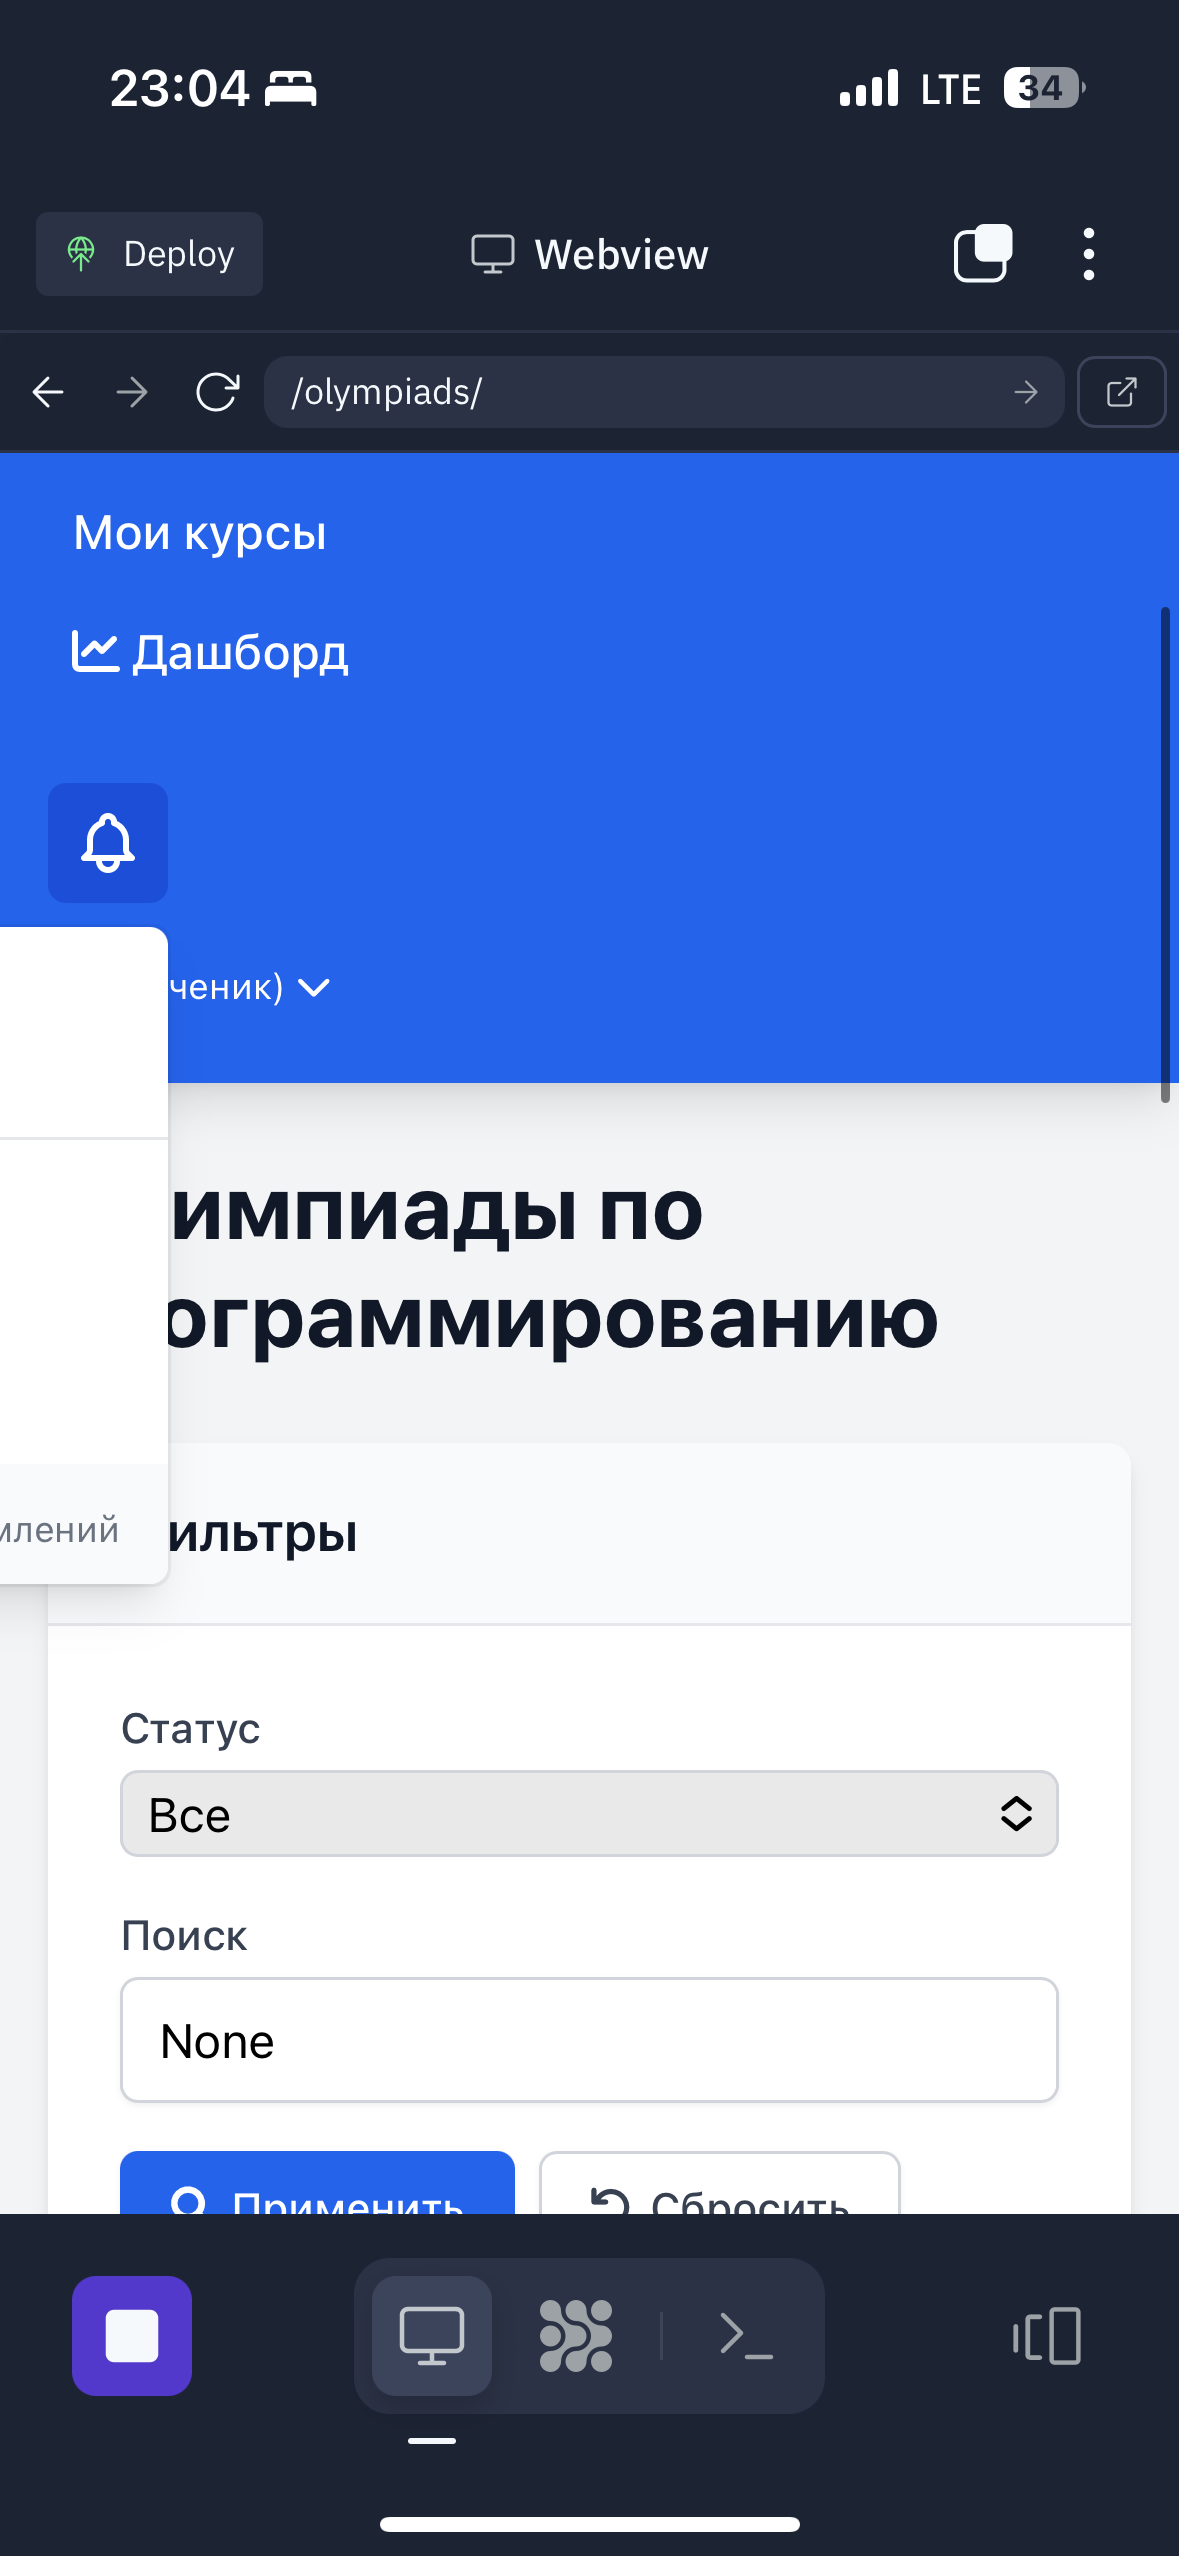 23:04
LTE
34
Deploy
Webview
/olympiads/
Мои курсы
Дашборд
ченик)
импиады по
ограммированию
млений
ильтры
Статус
Все
Поиск
None
Применить
Сбросить